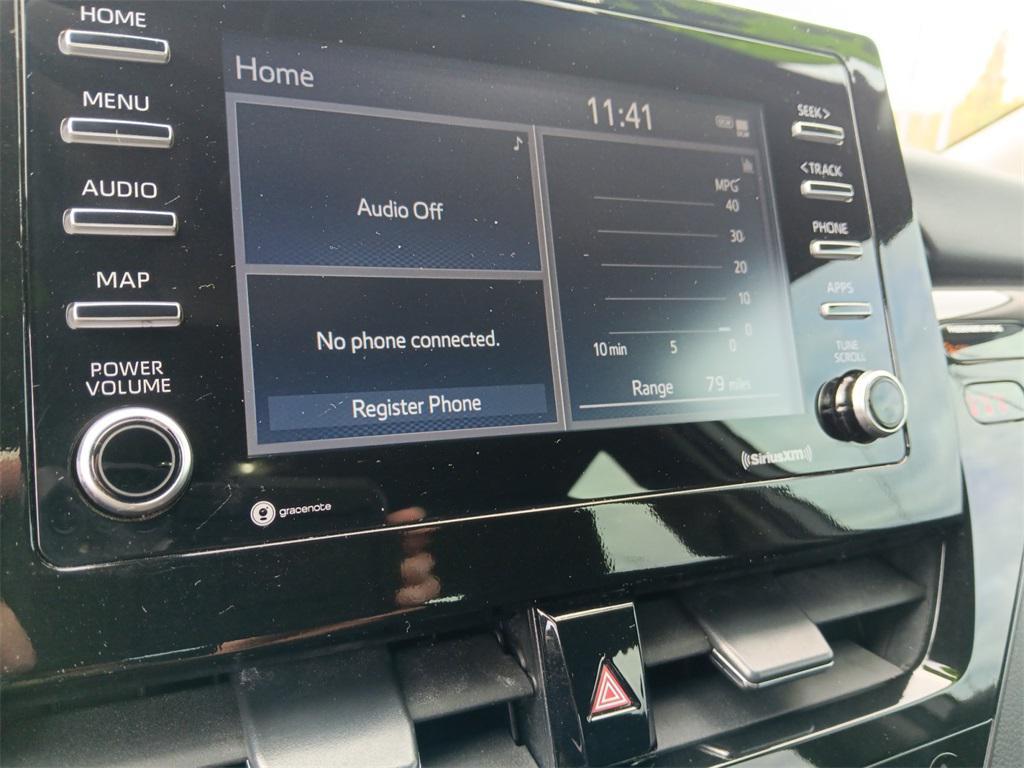 HOME
MENU
AUDIO
MAP
POWER
VOLUME
Home
11:41
Audio Off
No phone connected.
Register Phone
MPG
40
30
20
10
0
10 min 5 0
Range 79 miles
SEEK >
< TRACK
PHONE
APPS
TUNE
SCROLL
((SiriusXM))
gracenote